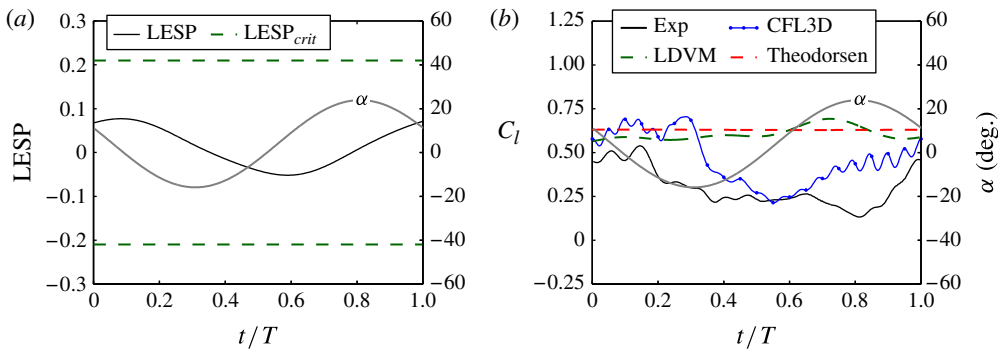 (a)
0.3
0.2
0.1
0
−0.1
−0.2
−0.3
LESP
LESP
LESPcrit
α
60
40
20
0
−20
−40
−60
0
0.2
0.4
0.6
0.8
1.0
t/T
(b)
1.25
1.00
0.75
0.50
0.25
0
−0.25
Cl
Exp
CFL3D
LDVM
Theodorsen
α
60
40
20
0
−20
−40
−60
α (deg.)
0
0.2
0.4
0.6
0.8
1.0
t/T